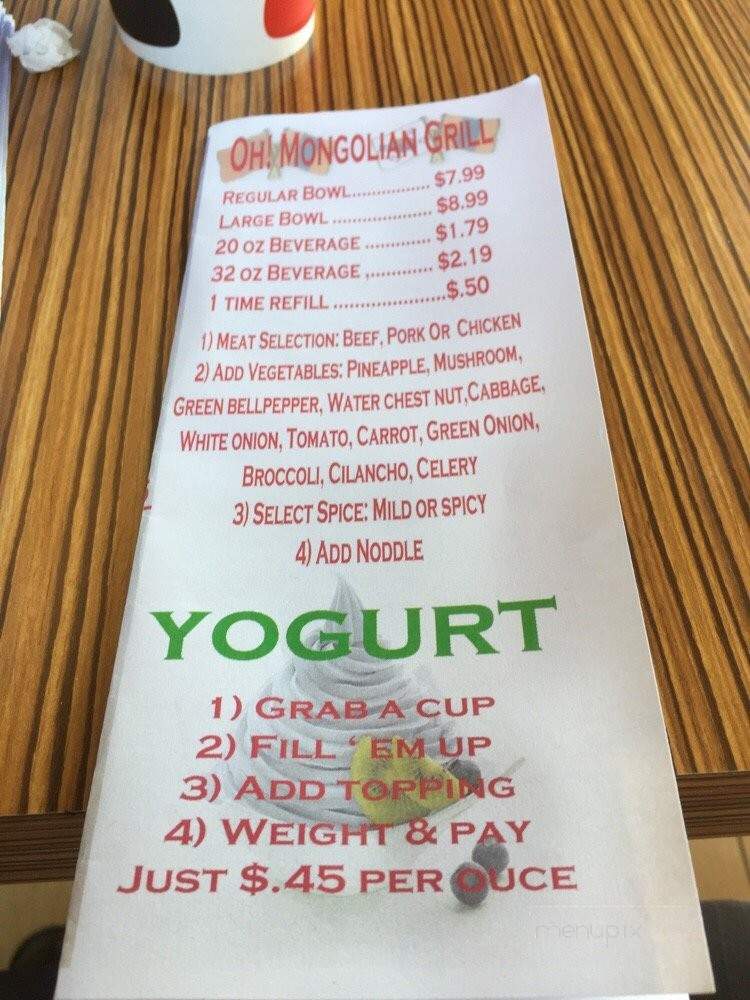 OH! MONGOLIAN GRILL
REGULAR BOWL................ $7.99
LARGE BOWL .................. $8.99
20 OZ BEVERAGE ............. $1.79
32 OZ BEVERAGE ,............ $2.19
1 TIME REFILL ......................$.50
1) MEAT SELECTION: BEEF, PORK OR CHICKEN
2) ADD VEGETABLES: PINEAPPLE, MUSHROOM,
GREEN BELLPEPPER, WATER CHEST NUT,CABBAGE,
WHITE ONION, TOMATO, CARROT, GREEN ONION,
BROCCOLI, CILANCHO, CELERY
3) SELECT SPICE: MILD OR SPICY
4) ADD NODDLE
YOGURT
1) GRAB A CUP
2) FILL ' EM UP
3) ADD TOPPING
4) WEIGHT & PAY
JUST $.45 PER OUCE
menupix